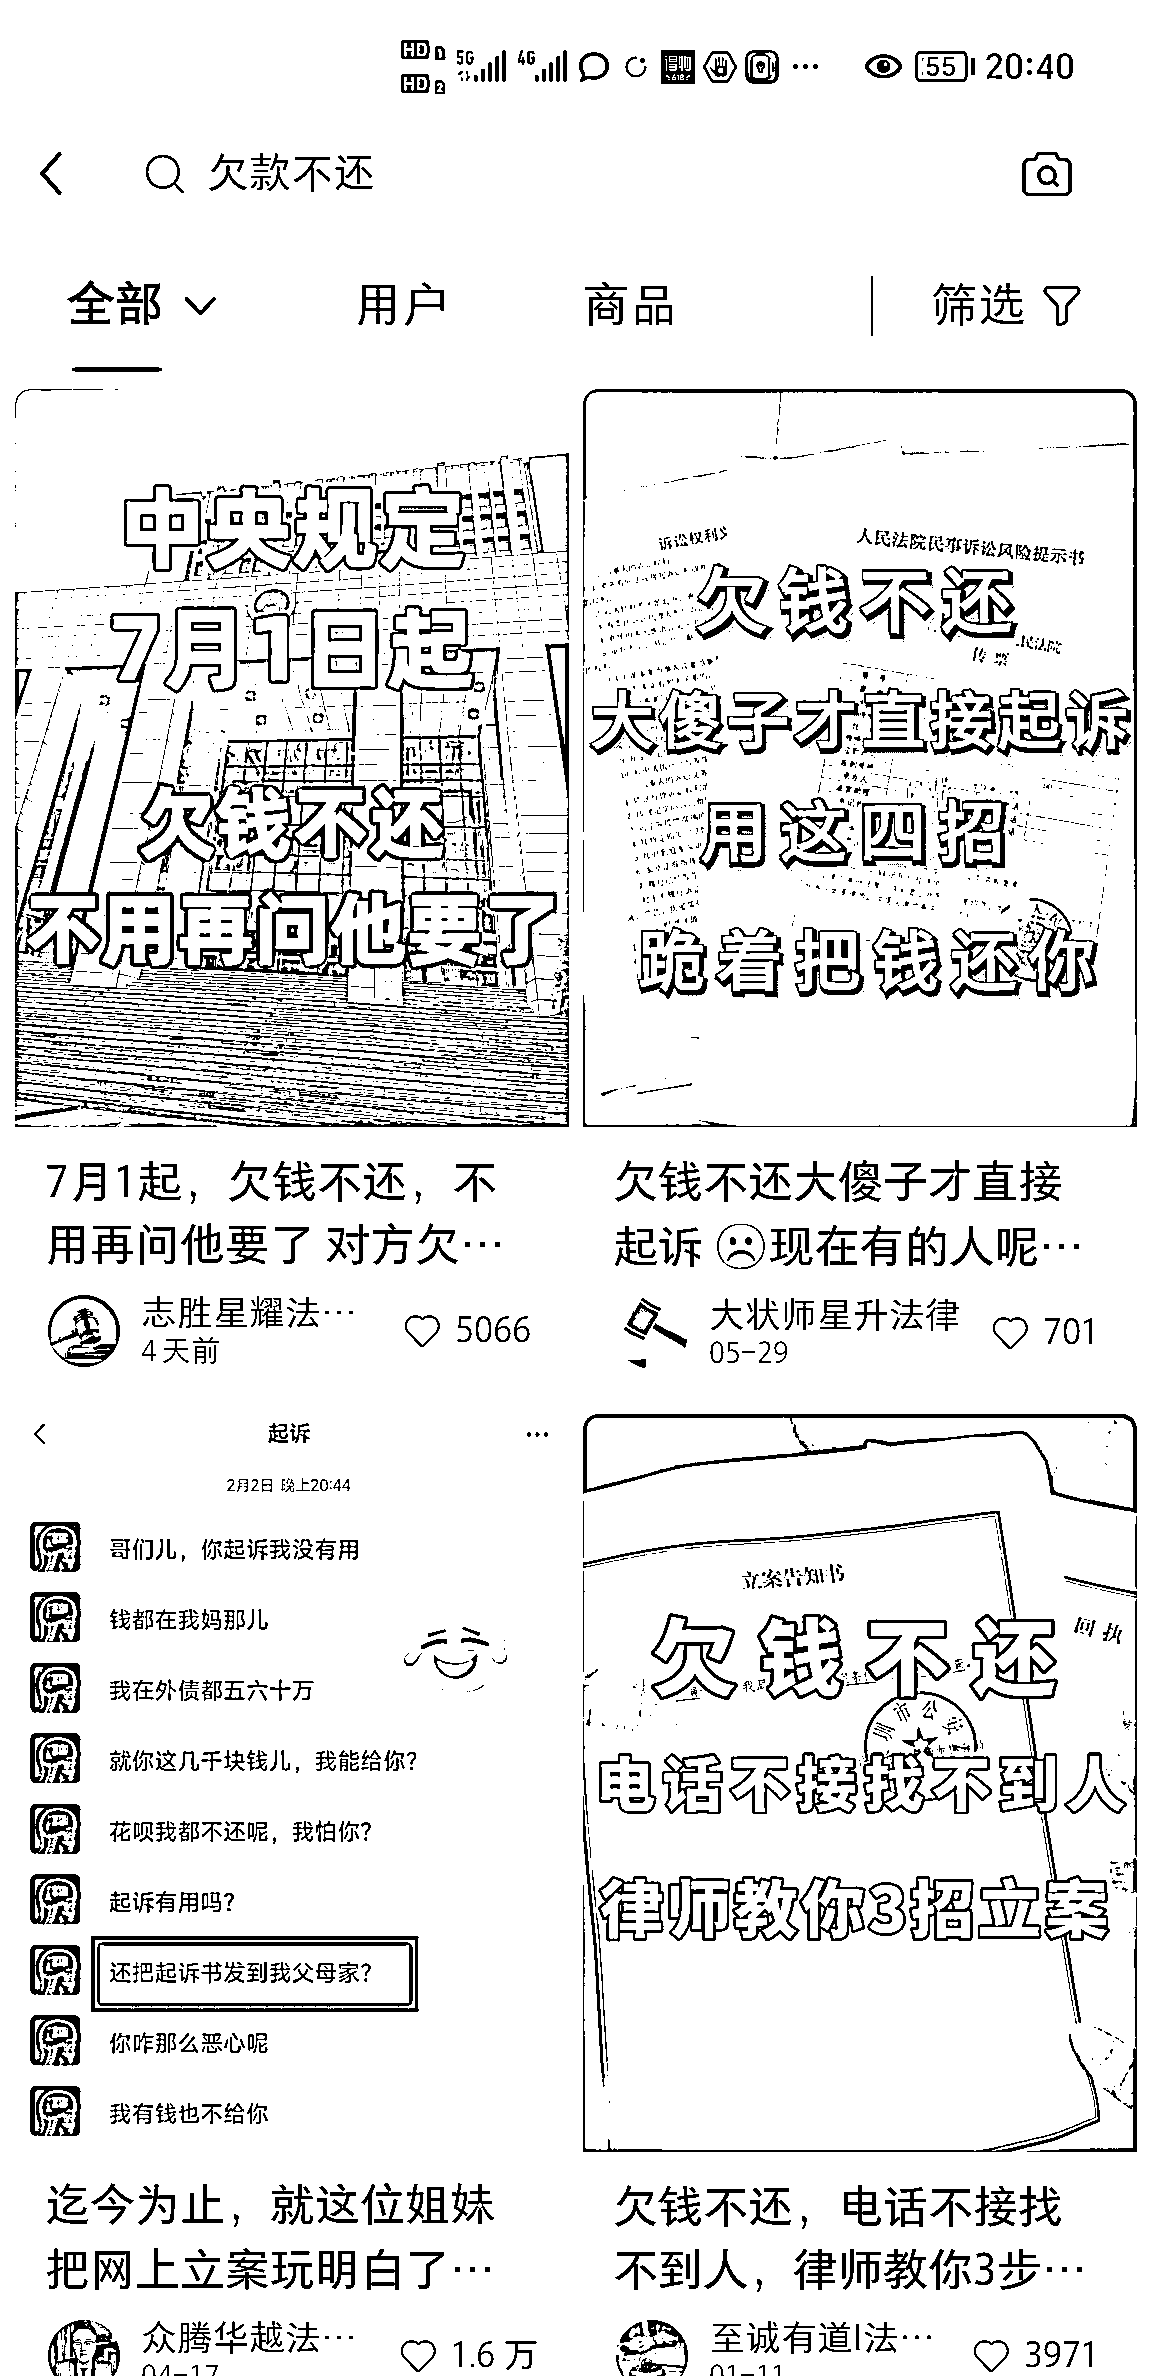 HD 1 5G 4G 55 20:40
HD 2
欠款不还
全部 用户 商品 筛选
中央规定
7月1日起
欠钱不还
不用再问他要了
7月1起，欠钱不还，不
用再问他要了 对方欠…
志胜星耀法…
4天前
5066
诉讼权利
人民法院民事诉讼风险提示书
传票
欠钱不还
大傻子才直接起诉
用这四招
跪着把钱还你
欠钱不还大傻子才直接
起诉 现在有的人呢…
大状师星升法律
05-29
701
起诉
2月2日 晚上20:44
哥们儿，你起诉我没有用
钱都在我妈那儿
我在外债都五六十万
就你这几千块钱儿，我能给你？
花呗我都不还呢，我怕你？
起诉有用吗？
还把起诉书发到我父母家？
你咋那么恶心呢
我有钱也不给你
迄今为止，就这位姐妹
把网上立案玩明白了…
众腾华越法…
04-17
1.6 万
立案告知书
回执
欠钱不还
圳市公安
电话不接找不到人
律师教你3招立案
欠钱不还，电话不接找
不到人，律师教你3步…
至诚有道l法…
01-11
3971